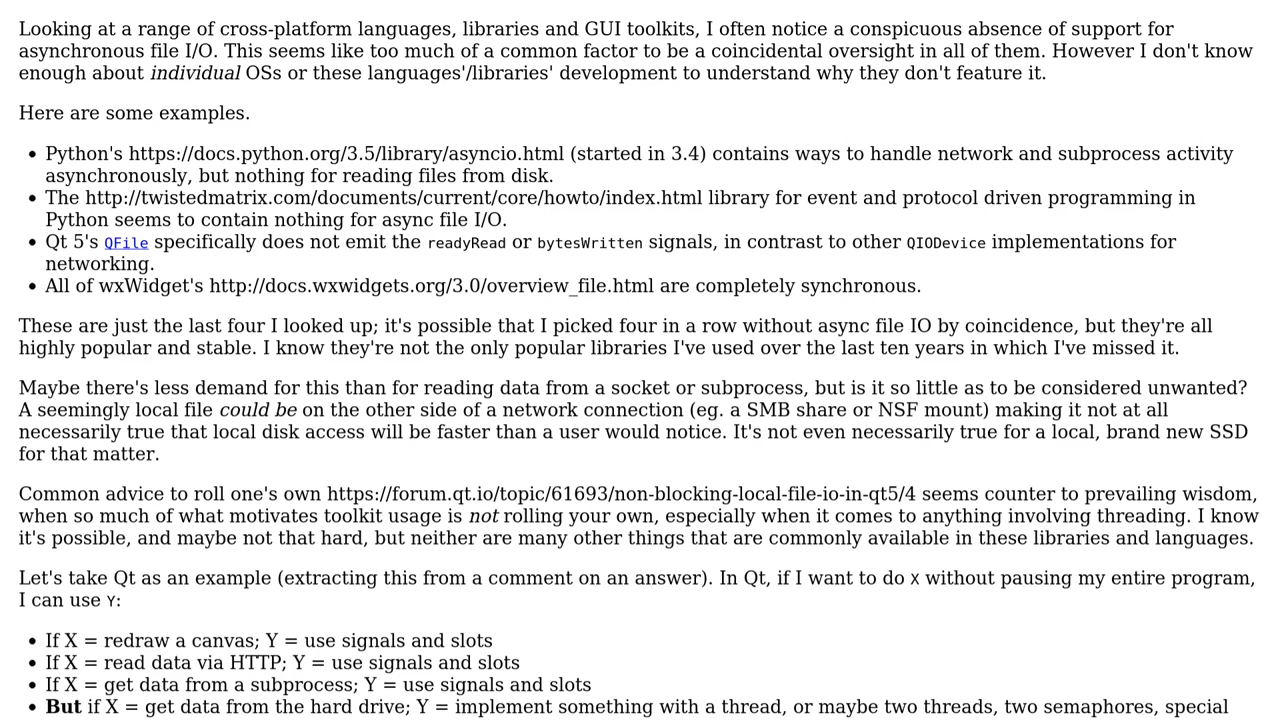 Looking at a range of cross-platform languages, libraries and GUI toolkits, I often notice a conspicuous absence of support for
asynchronous file I/O. This seems like too much of a common factor to be a coincidental oversight in all of them. However I don't know
enough about individual OSs or these languages'/libraries' development to understand why they don't feature it.
Here are some examples.
• Python's https://docs.python.org/3.5/library/asyncio.html (started in 3.4) contains ways to handle network and subprocess activity
asynchronously, but nothing for reading files from disk.
• The http://twistedmatrix.com/documents/current/core/howto/index.html library for event and protocol driven programming in
Python seems to contain nothing for async file I/O.
• Qt 5's QFile specifically does not emit the readyRead or bytesWritten signals, in contrast to other QIODevice implementations for
networking.
• All of wxWidget's http://docs.wxwidgets.org/3.0/overview_file.html are completely synchronous.
These are just the last four I looked up; it's possible that I picked four in a row without async file IO by coincidence, but they're all
highly popular and stable. I know they're not the only popular libraries I've used over the last ten years in which I've missed it.
Maybe there's less demand for this than for reading data from a socket or subprocess, but is it so little as to be considered unwanted?
A seemingly local file could be on the other side of a network connection (eg. a SMB share or NSF mount) making it not at all
necessarily true that local disk access will be faster than a user would notice. It's not even necessarily true for a local, brand new SSD
for that matter.
Common advice to roll one's own https://forum.qt.io/topic/61693/non-blocking-local-file-io-in-qt5/4 seems counter to prevailing wisdom,
when so much of what motivates toolkit usage is not rolling your own, especially when it comes to anything involving threading. I know
it's possible, and maybe not that hard, but neither are many other things that are commonly available in these libraries and languages.
Let's take Qt as an example (extracting this from a comment on an answer). In Qt, if I want to do X without pausing my entire program,
I can use Y:
• If X = redraw a canvas; Y = use signals and slots
• If X = read data via HTTP; Y = use signals and slots
• If X = get data from a subprocess; Y = use signals and slots
• But if X = get data from the hard drive; Y = implement something with a thread, or maybe two threads, two semaphores, special